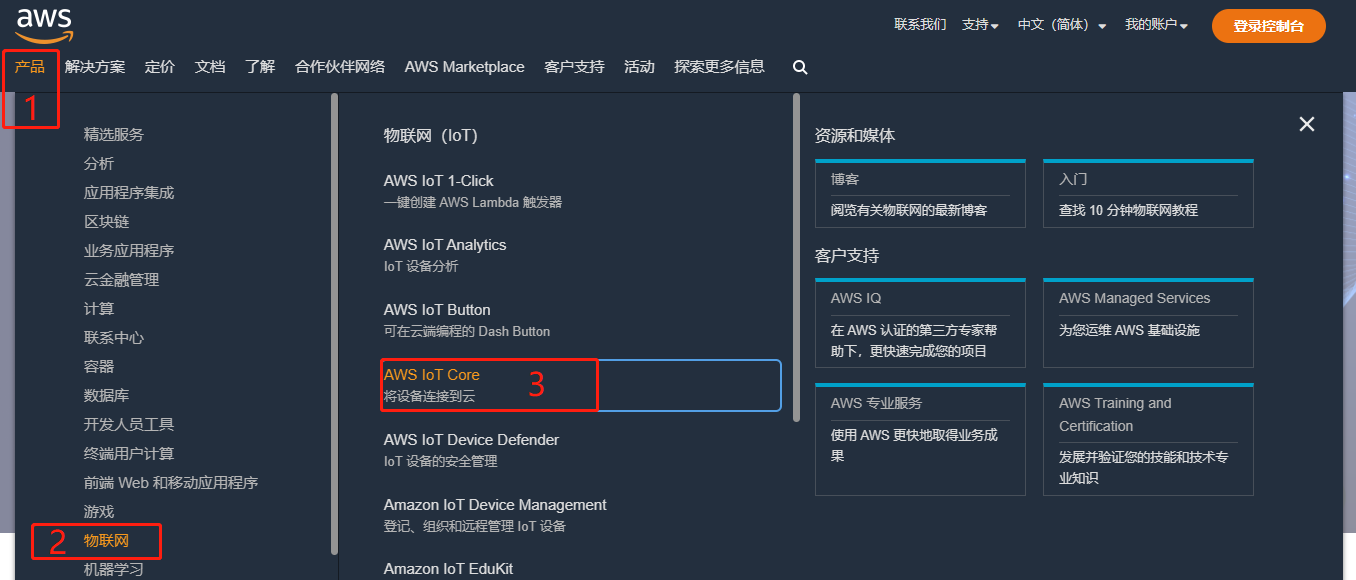 aws
联系我们 支持 中文（简体） 我的账户 登录控制台
产品 解决方案 定价 文档 了解 合作伙伴网络 AWS Marketplace 客户支持 活动 探索更多信息
1
精选服务
分析
应用程序集成
区块链
业务应用程序
云金融管理
计算
联系中心
容器
数据库
开发人员工具
终端用户计算
前端 Web 和移动应用程序
游戏
2 物联网
机器学习
物联网（IoT）
AWS IoT 1-Click
一键创建 AWS Lambda 触发器
AWS IoT Analytics
IoT 设备分析
AWS IoT Button
可在云端编程的 Dash Button
AWS IoT Core
将设备连接到云
3
AWS IoT Device Defender
IoT 设备的安全管理
Amazon IoT Device Management
登记、组织和远程管理 IoT 设备
Amazon IoT EduKit
资源和媒体
博客
阅览有关物联网的最新博客
入门
查找 10 分钟物联网教程
客户支持
AWS IQ
在 AWS 认证的第三方专家帮
助下，更快速完成您的项目
AWS Managed Services
为您运维 AWS 基础设施
AWS 专业服务
使用 AWS 更快地取得业务成
果
AWS Training and
Certification
发展并验证您的技能和技术专
业知识